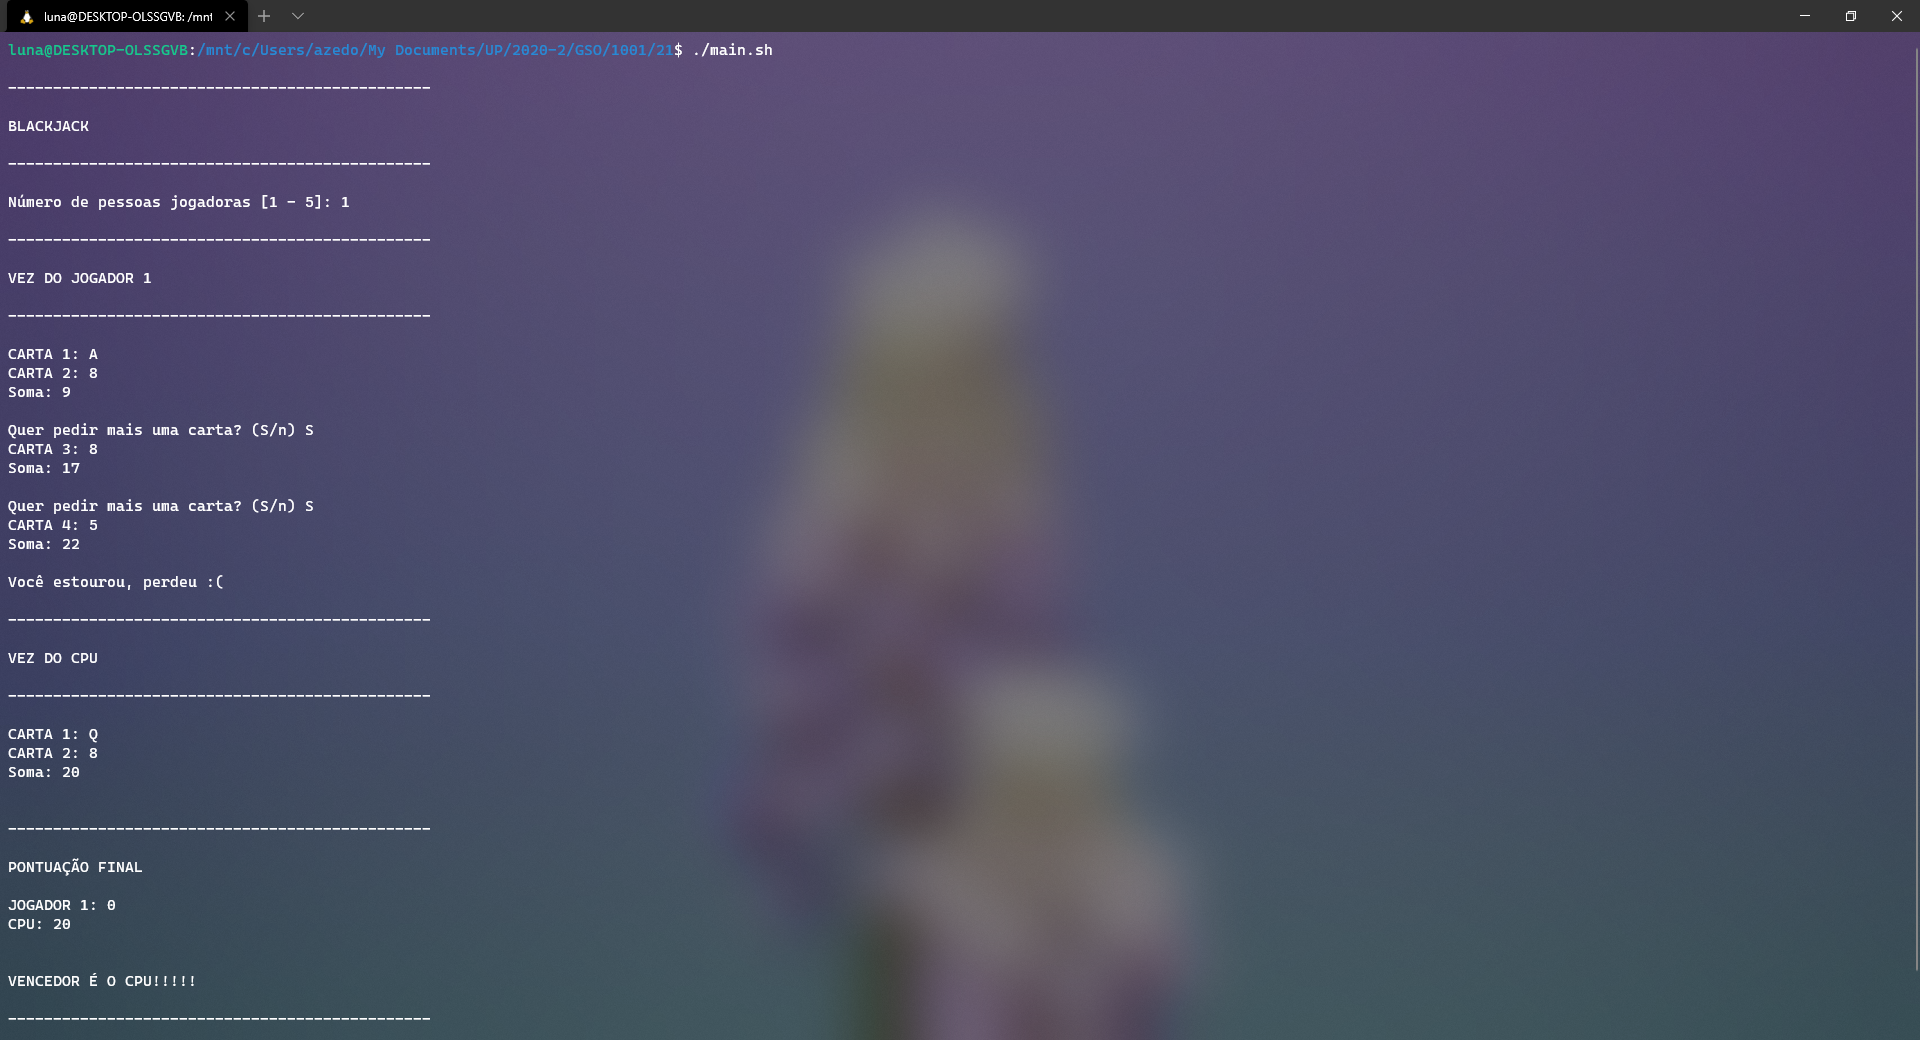 luna@DESKTOP-OLSSGVB: /mnt
luna@DESKTOP-OLSSGVB:/mnt/c/Users/azedo/My Documents/UP/2020-2/GSO/1001/21$ ./main.sh
-----------------------------------------------
BLACKJACK
-----------------------------------------------
Número de pessoas jogadoras [1 - 5]: 1
-----------------------------------------------
VEZ DO JOGADOR 1
-----------------------------------------------
CARTA 1: A
CARTA 2: 8
Soma: 9
Quer pedir mais uma carta? (S/n) S
CARTA 3: 8
Soma: 17
Quer pedir mais uma carta? (S/n) S
CARTA 4: 5
Soma: 22
Você estourou, perdeu :(
-----------------------------------------------
VEZ DO CPU
-----------------------------------------------
CARTA 1: Q
CARTA 2: 8
Soma: 20
-----------------------------------------------
PONTUAÇÃO FINAL
JOGADOR 1: 0
CPU: 20
VENCEDOR É O CPU!!!!!
-----------------------------------------------